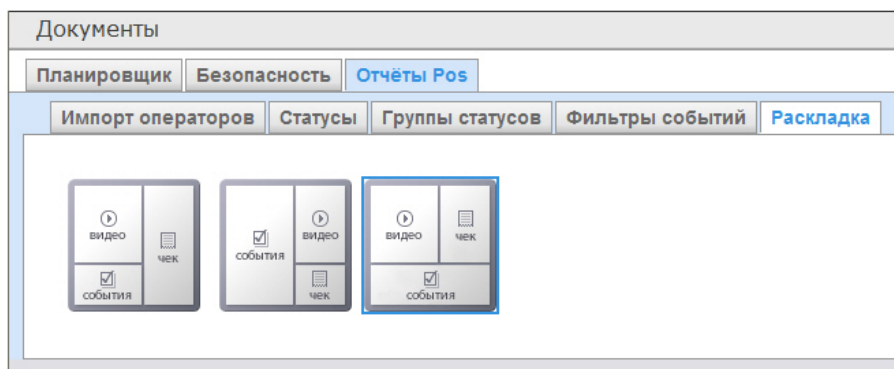 Документы
Планировщик Безопасность Отчёты Pos
Импорт операторов Статусы Группы статусов Фильтры событий Раскладка
видео чек события
события видео чек
видео чек события